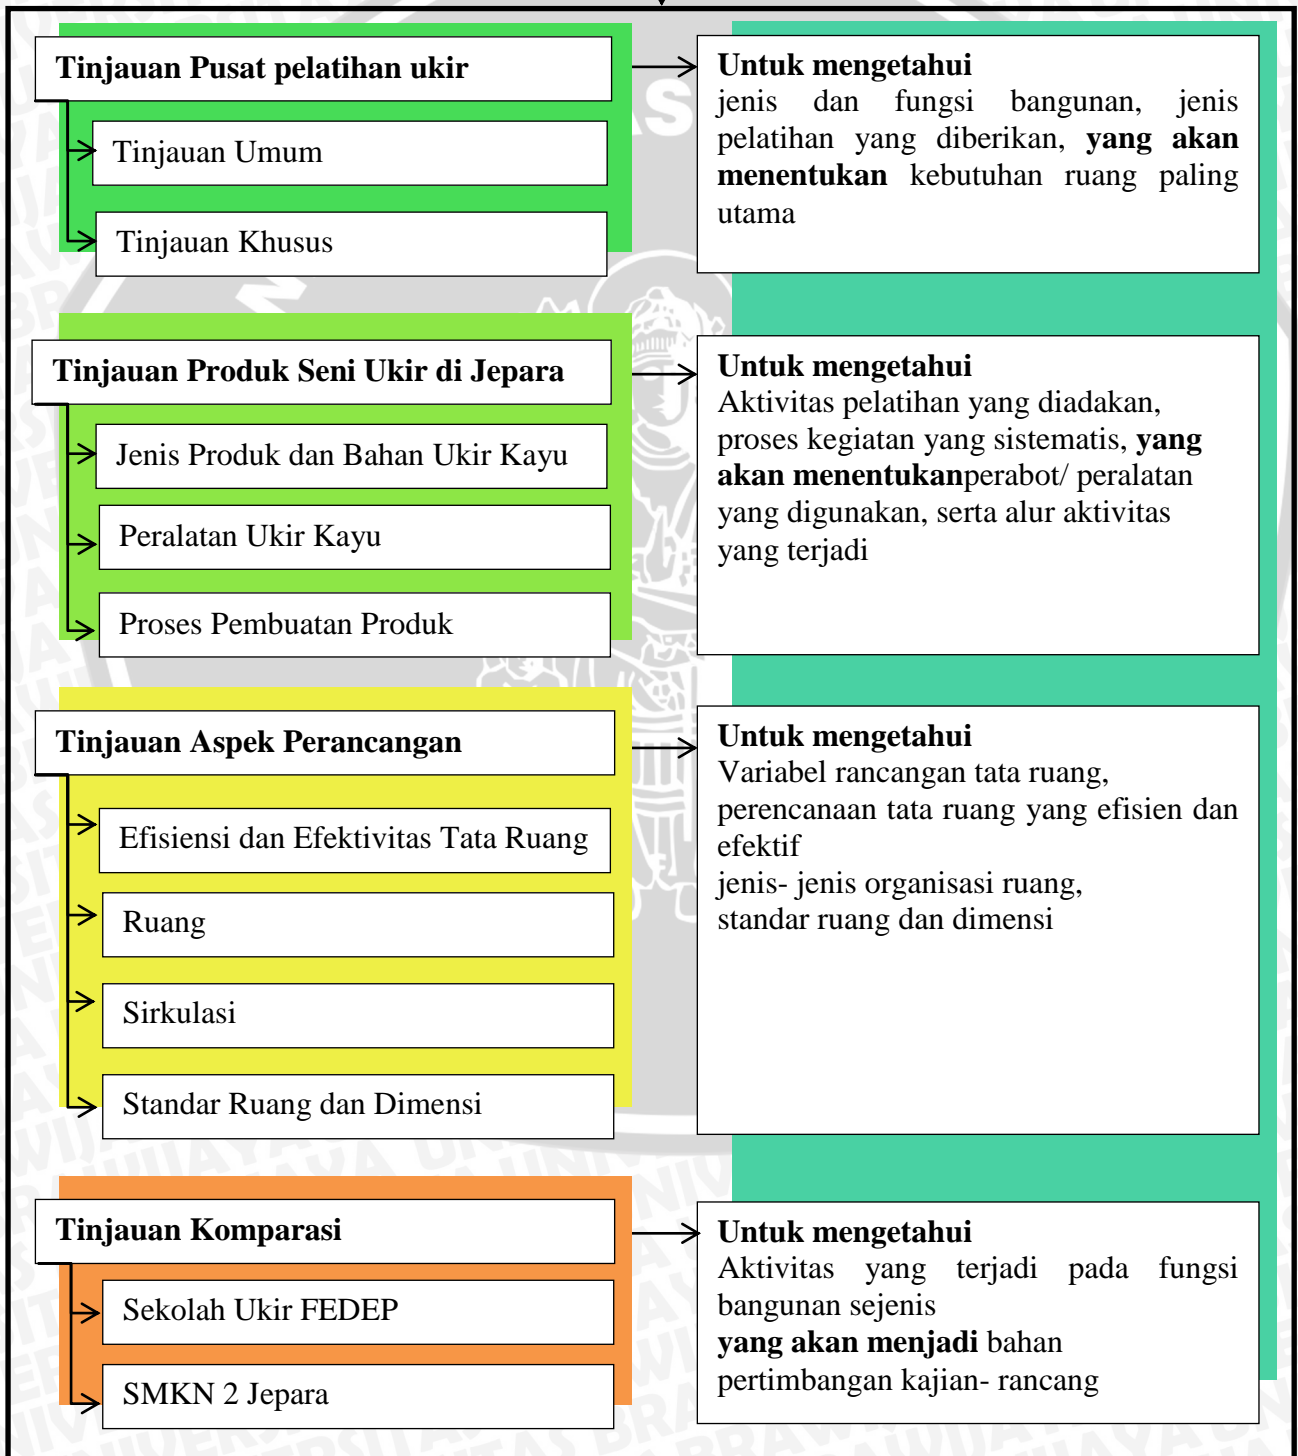 Tinjauan Pusat pelatihan ukir
Tinjauan Umum
Tinjauan Khusus
Untuk mengetahui
jenis dan fungsi bangunan, jenis
pelatihan yang diberikan, yang akan
menentukan kebutuhan ruang paling
utama
Tinjauan Produk Seni Ukir di Jepara
Jenis Produk dan Bahan Ukir Kayu
Peralatan Ukir Kayu
Proses Pembuatan Produk
Untuk mengetahui
Aktivitas pelatihan yang diadakan,
proses kegiatan yang sistematis, yang
akan menentukanperabot/ peralatan
yang digunakan, serta alur aktivitas
yang terjadi
Tinjauan Aspek Perancangan
Efisiensi dan Efektivitas Tata Ruang
Ruang
Sirkulasi
Standar Ruang dan Dimensi
Untuk mengetahui
Variabel rancangan tata ruang,
perencanaan tata ruang yang efisien dan
efektif
jenis- jenis organisasi ruang,
standar ruang dan dimensi
Tinjauan Komparasi
Sekolah Ukir FEDEP
SMKN 2 Jepara
Untuk mengetahui
Aktivitas yang terjadi pada fungsi
bangunan sejenis
yang akan menjadi bahan
pertimbangan kajian- rancang